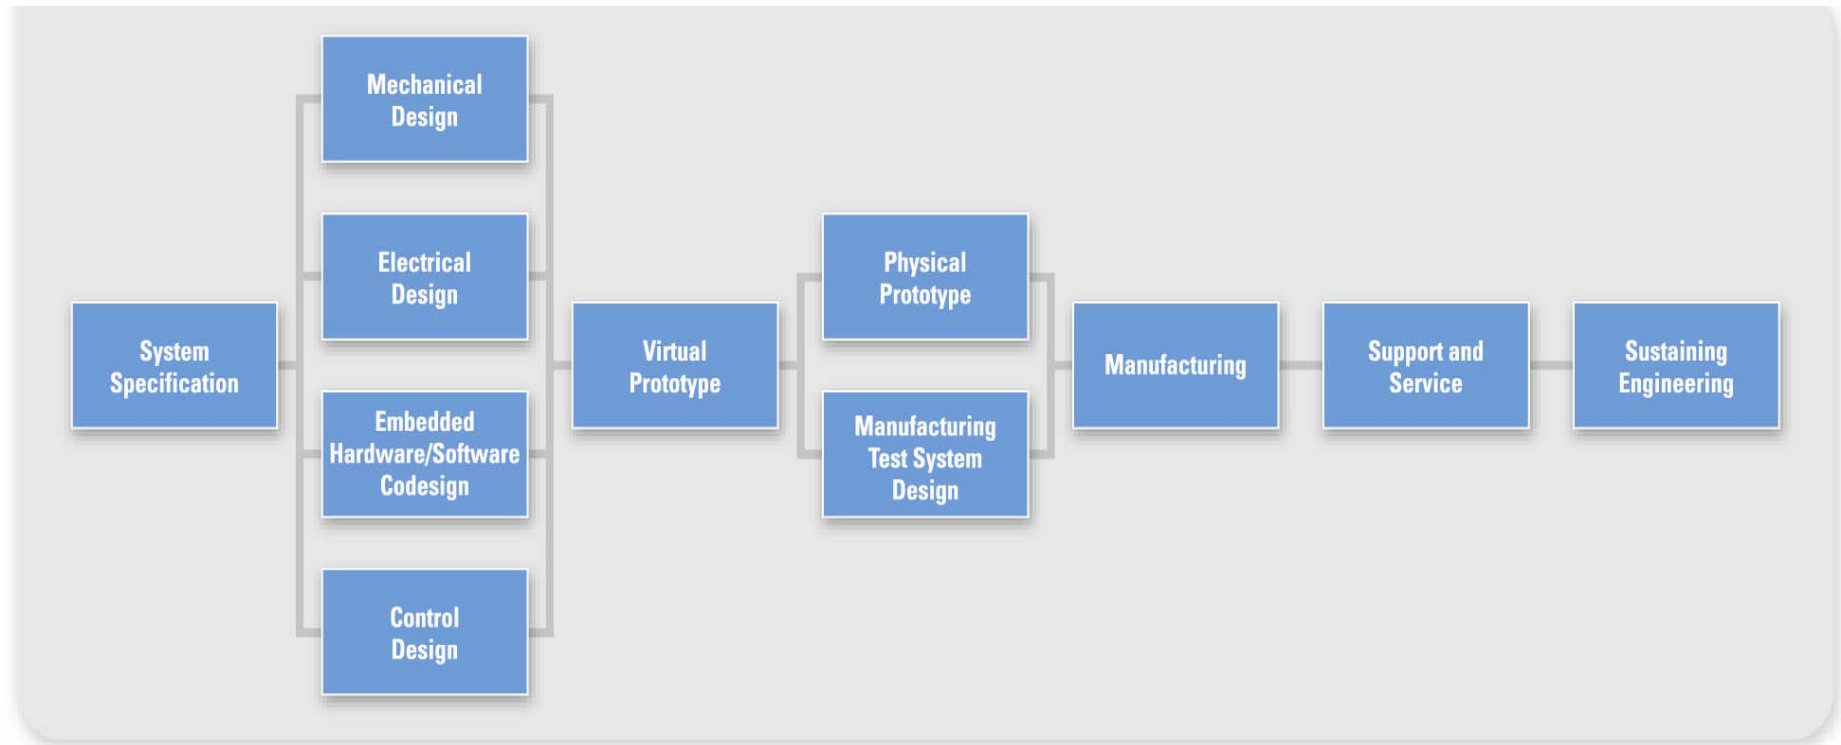 System
Specification
Mechanical
Design
Electrical
Design
Embedded
Hardware/Software
Codesign
Control
Design
Virtual
Prototype
Physical
Prototype
Manufacturing
Test System
Design
Manufacturing
Support and
Service
Sustaining
Engineering